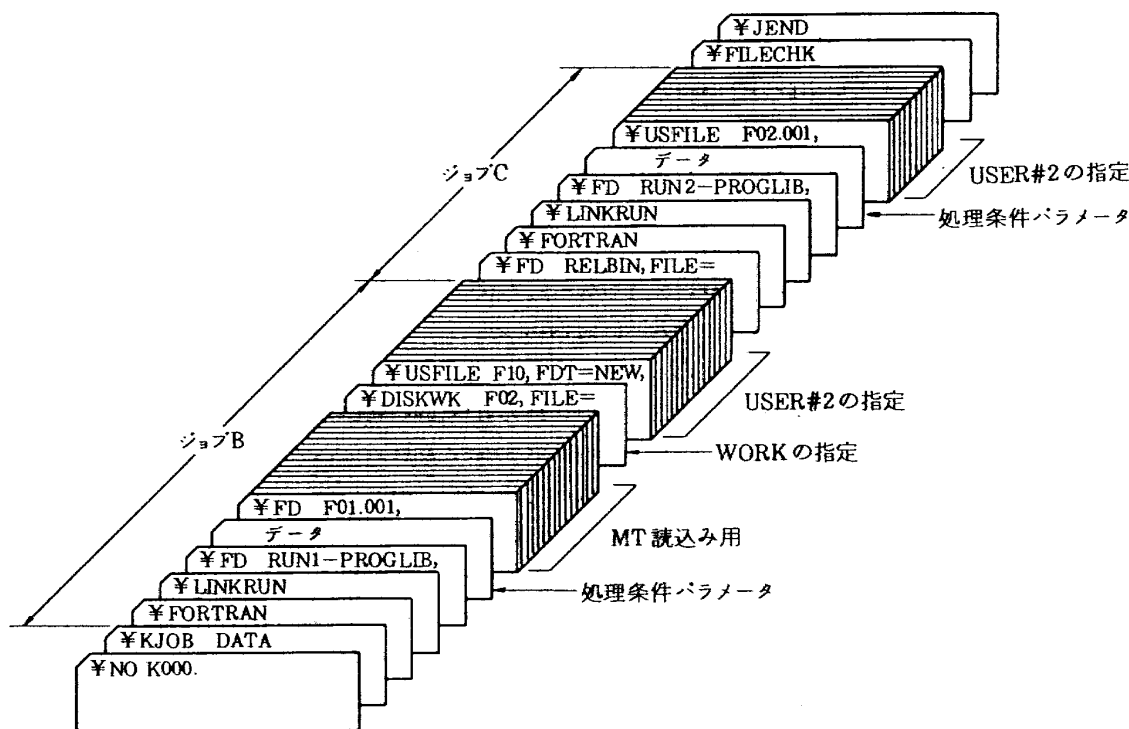 ¥JEND
¥FILECHK
¥USFILE F02.001,
データ
¥FD RUN2-PROGLIB,
¥LINKRUN
¥FORTRAN
¥FD RELBIN,FILE=
¥USFILE F10,FDT=NEW,
¥DISKWK F02,FILE=
¥FD F01.001,
データ
¥FD RUN1-PROGLIB,
¥LINKRUN
¥FORTRAN
¥KJOB DATA
¥NO K000.
ジョブC
ジョブB
USER#2の指定
処理条件パラメータ
USER#2の指定
WORKの指定
MT読込み用
処理条件パラメータ